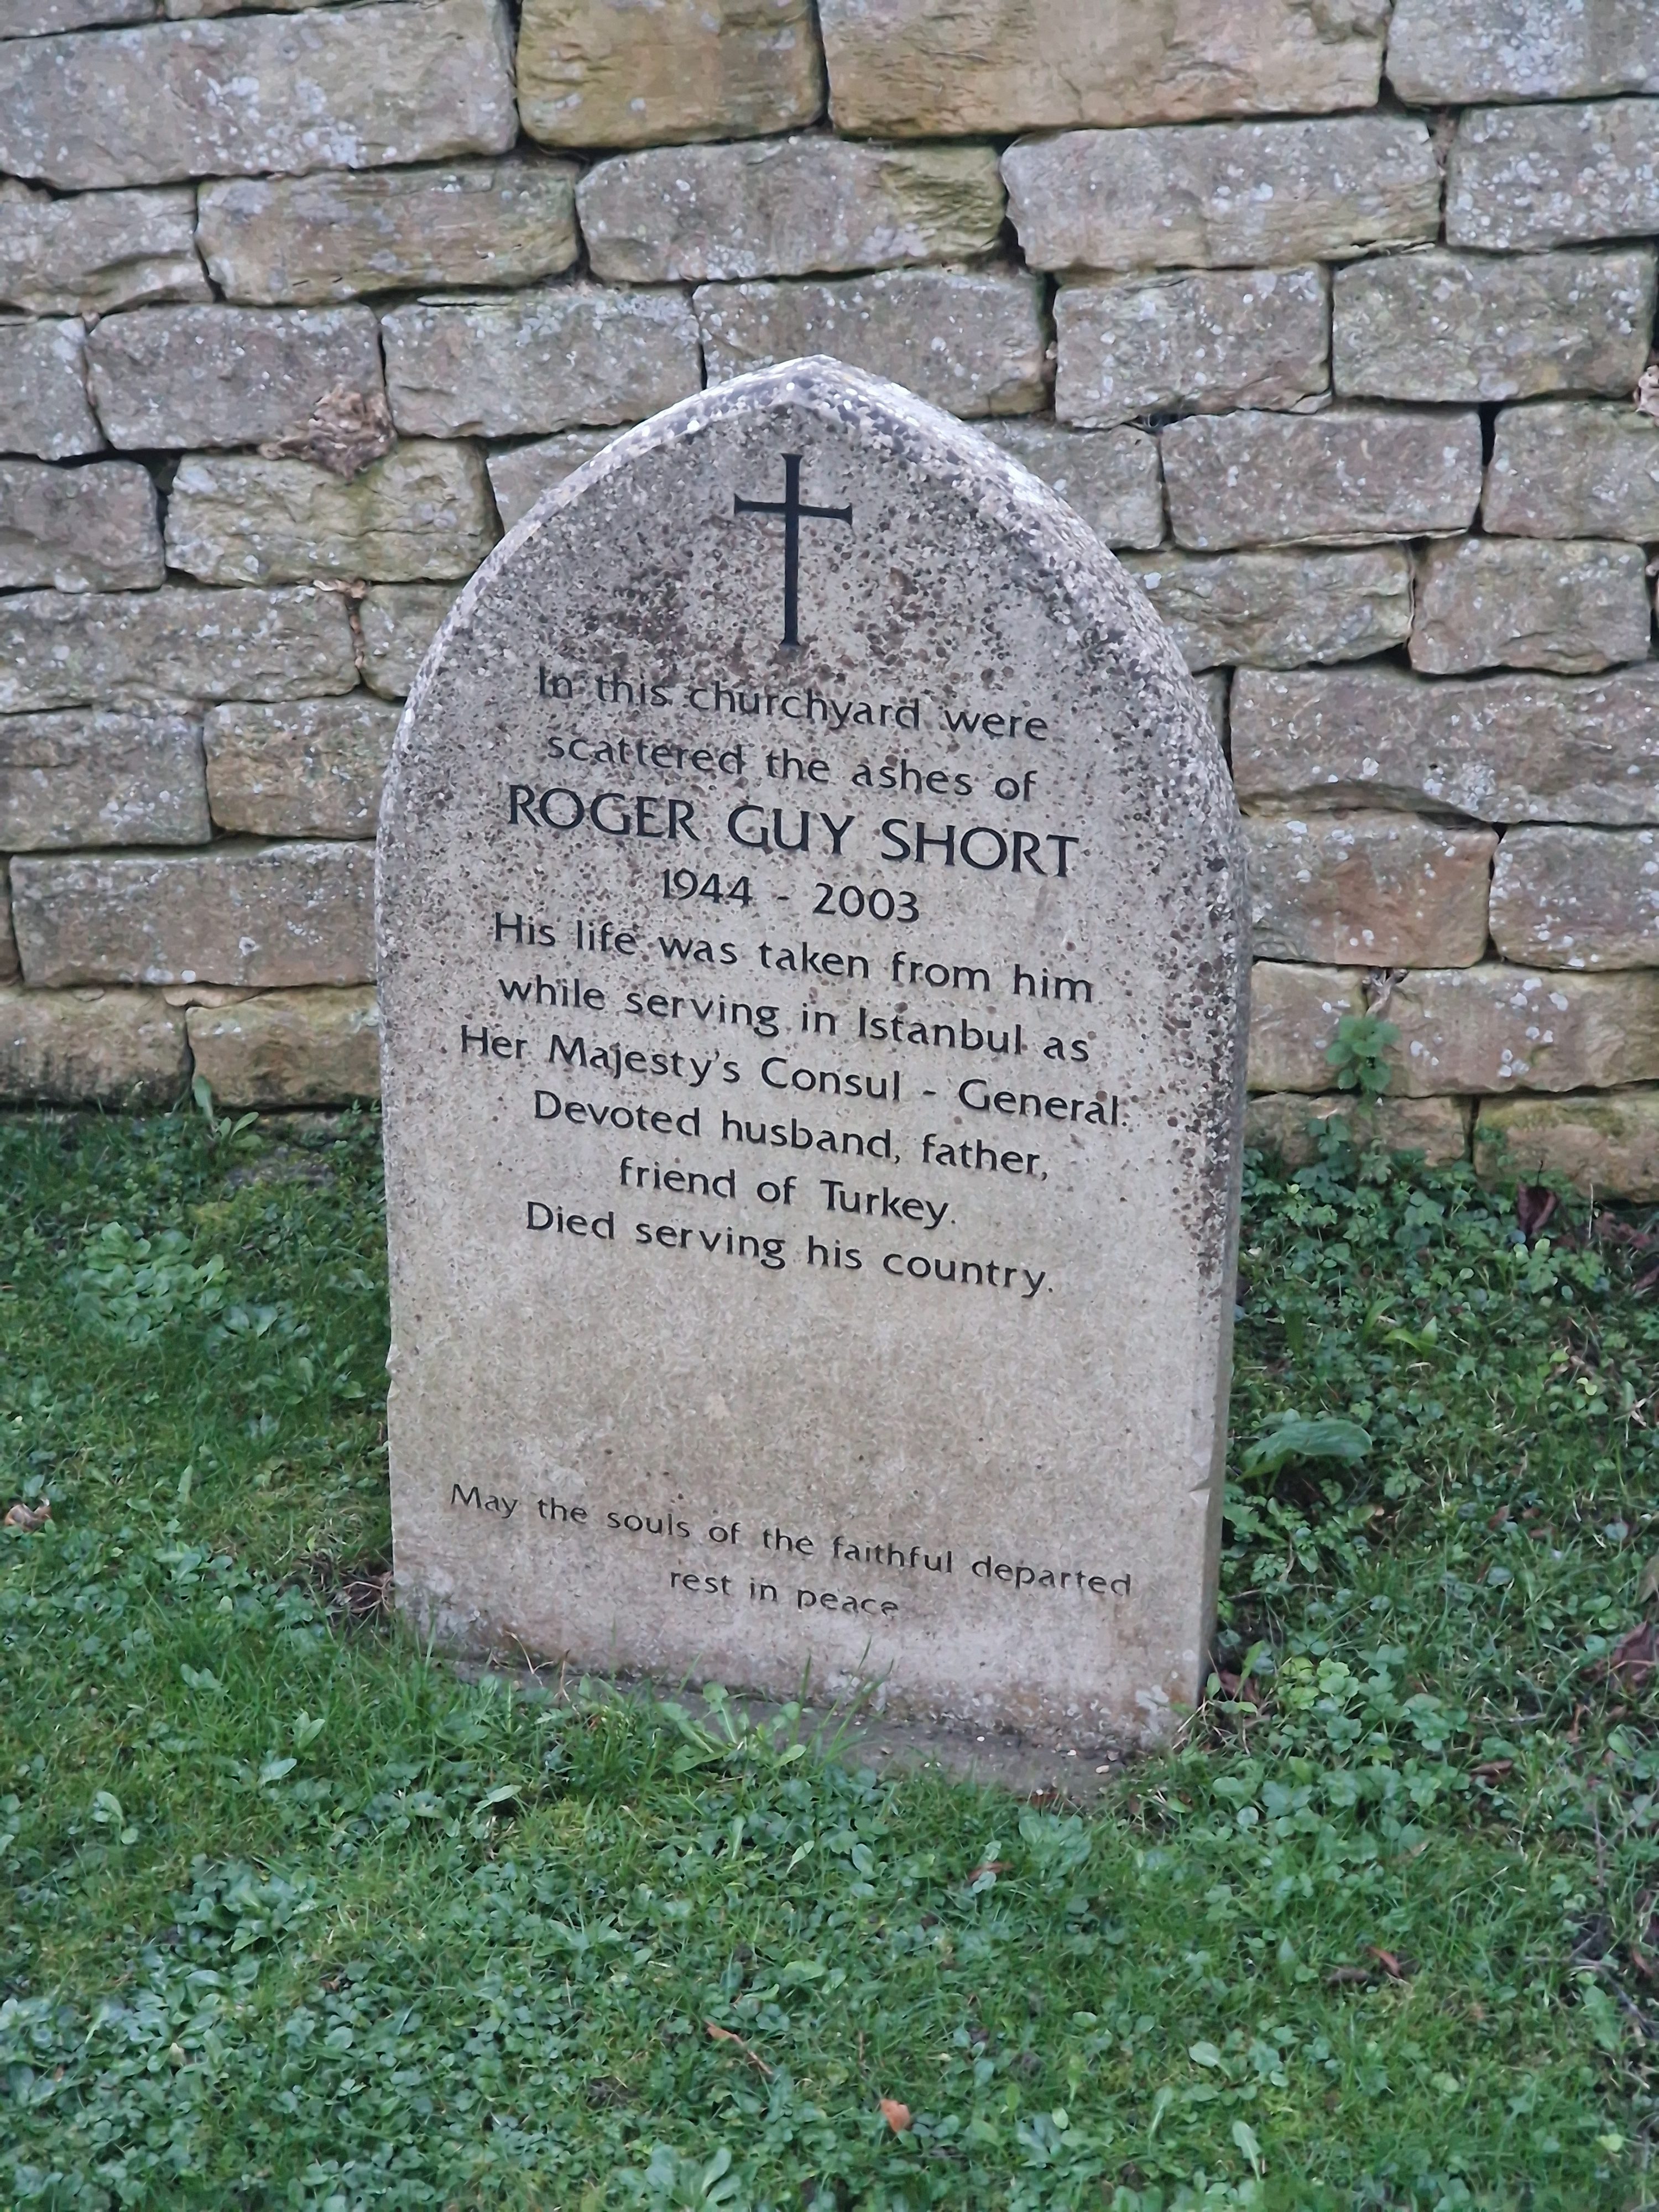 In this churchyard were
scattered the ashes of
ROGER GUY SHORT
1944 - 2003
His life was taken from him
while serving in Istanbul as
Her Majesty's Consul - General.
Devoted husband, father,
friend of Turkey.
Died serving his country.
May the souls of the faithful departed
rest in peace